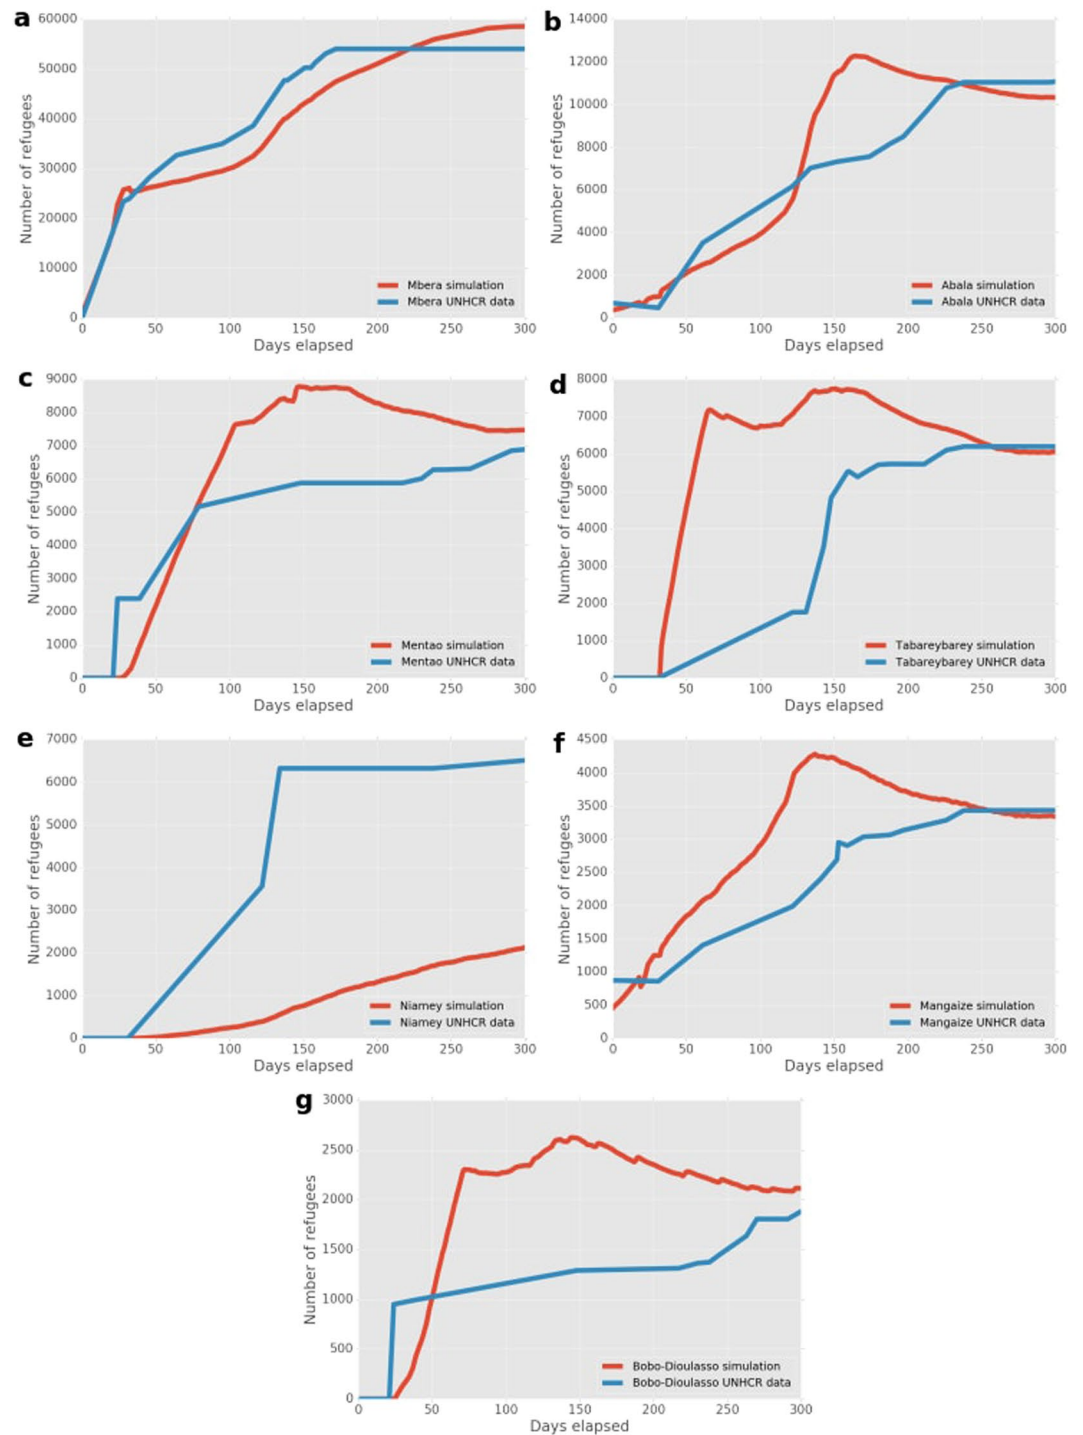 a
60000
50000
40000
30000
20000
10000
0
Number of refugees
Mbera simulation
Mbera UNHCR data
0 50 100 150 200 250 300
Days elapsed
b
14000
12000
10000
8000
6000
4000
2000
0
Number of refugees
Abala simulation
Abala UNHCR data
0 50 100 150 200 250 300
Days elapsed
c
9000
8000
7000
6000
5000
4000
3000
2000
1000
0
Number of refugees
Mentao simulation
Mentao UNHCR data
0 50 100 150 200 250 300
Days elapsed
d
8000
7000
6000
5000
4000
3000
2000
1000
0
Number of refugees
Tabareybarey simulation
Tabareybarey UNHCR data
0 50 100 150 200 250 300
Days elapsed
e
7000
6000
5000
4000
3000
2000
1000
0
Number of refugees
Niamey simulation
Niamey UNHCR data
0 50 100 150 200 250 300
Days elapsed
f
4500
4000
3500
3000
2500
2000
1500
1000
500
0
Number of refugees
Mangaize simulation
Mangaize UNHCR data
0 50 100 150 200 250 300
Days elapsed
g
3000
2500
2000
1500
1000
500
0
Number of refugees
Bobo-Dioulasso simulation
Bobo-Dioulasso UNHCR data
0 50 100 150 200 250 300
Days elapsed